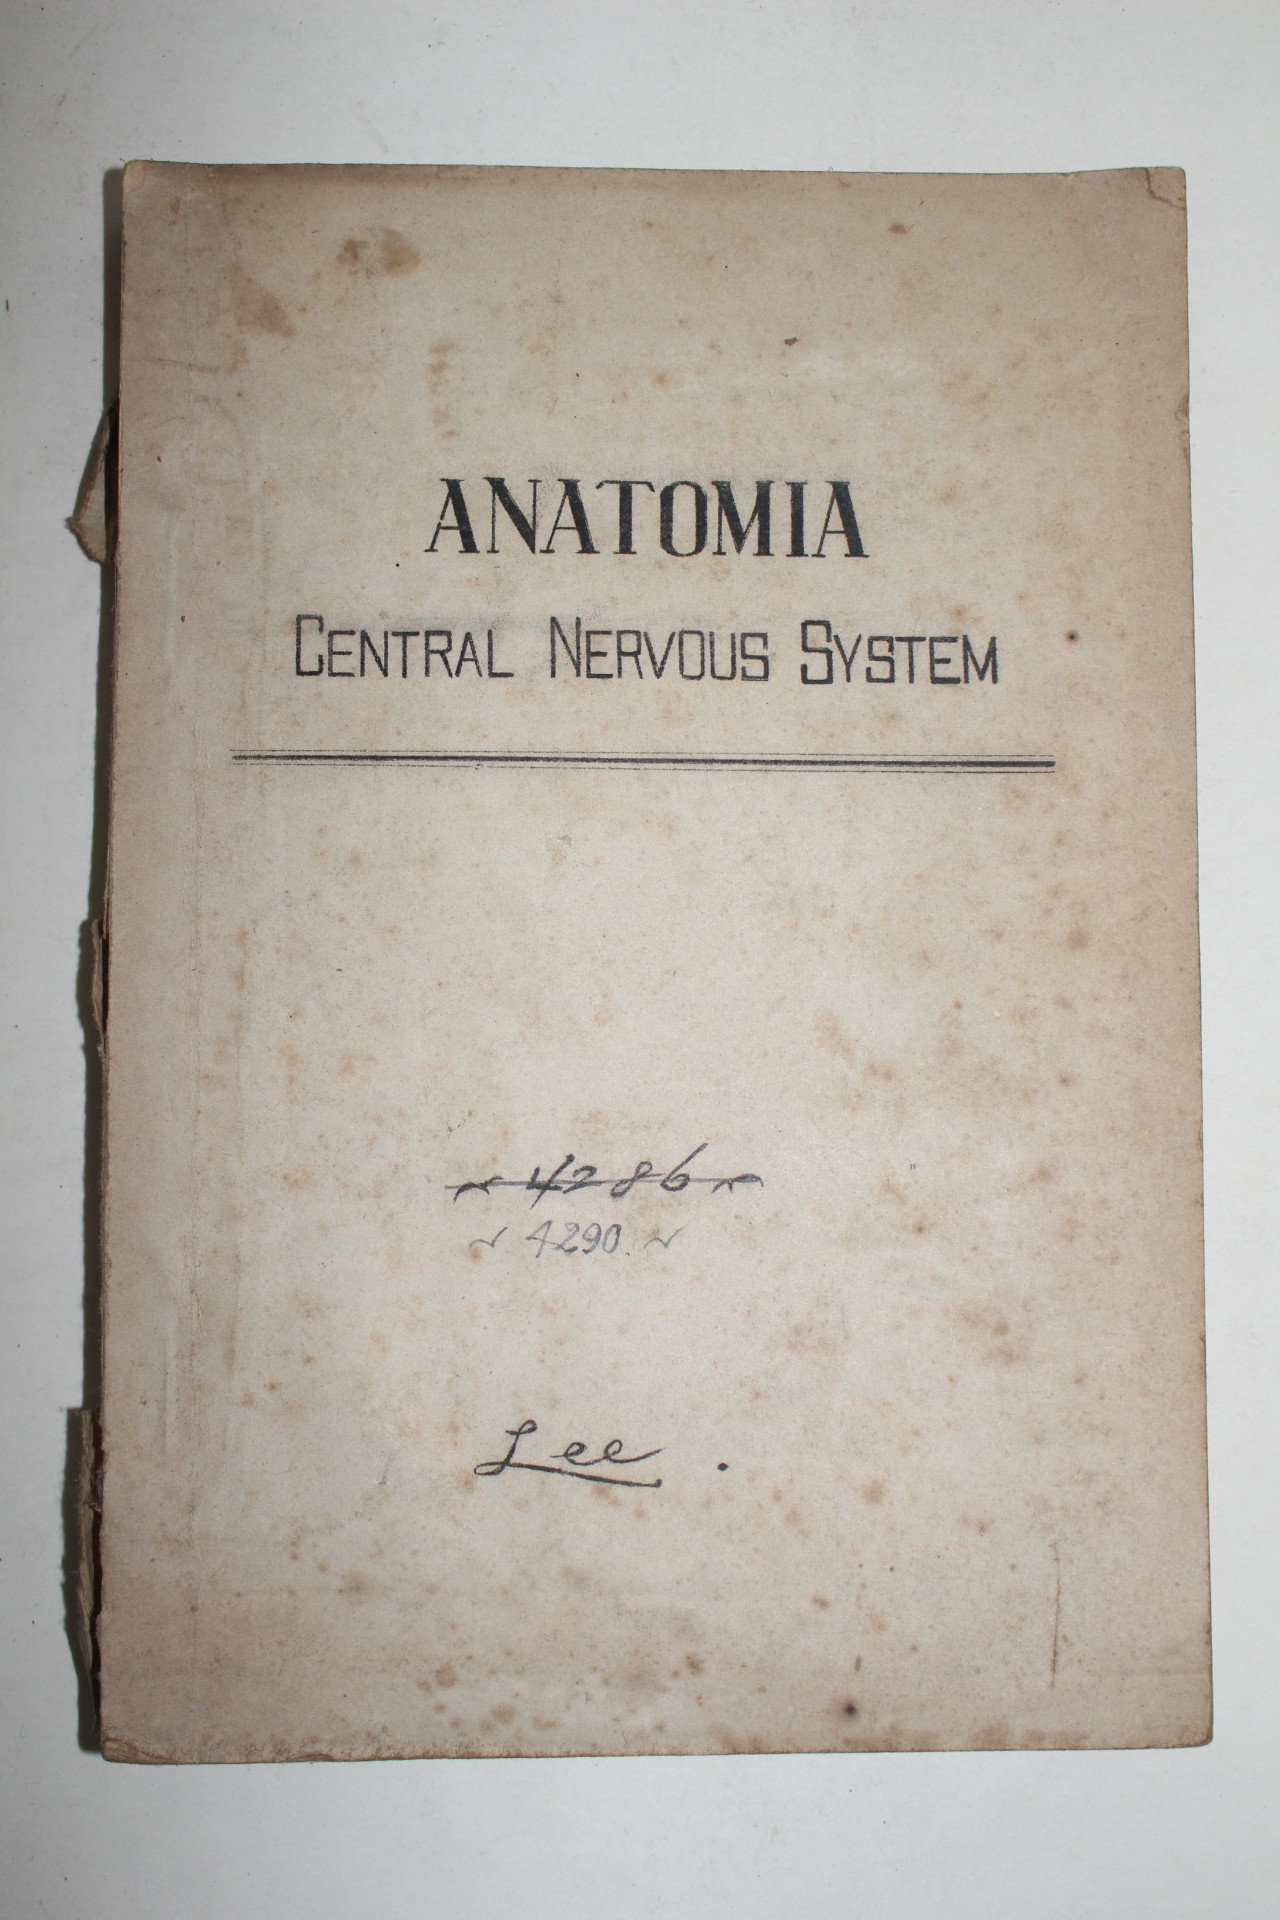 ANATOMIA
CENTRAL NERVOUS SYSTEM
~ 4286 ~
~ 4290. ~
Lee .